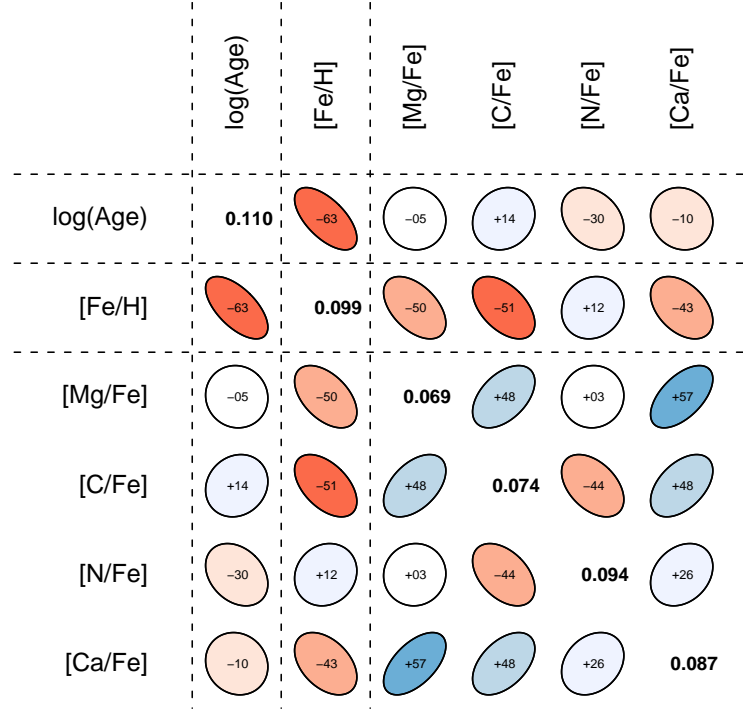 log(Age) [Fe/H] [Mg/Fe] [C/Fe] [N/Fe] [Ca/Fe]
log(Age) 0.110 −63 −05 +14 −30 −10
[Fe/H] −63 0.099 −50 −51 +12 −43
[Mg/Fe] −05 −50 0.069 +48 +03 +57
[C/Fe] +14 −51 +48 0.074 −44 +48
[N/Fe] −30 +12 +03 −44 0.094 +26
[Ca/Fe] −10 −43 +57 +48 +26 0.087